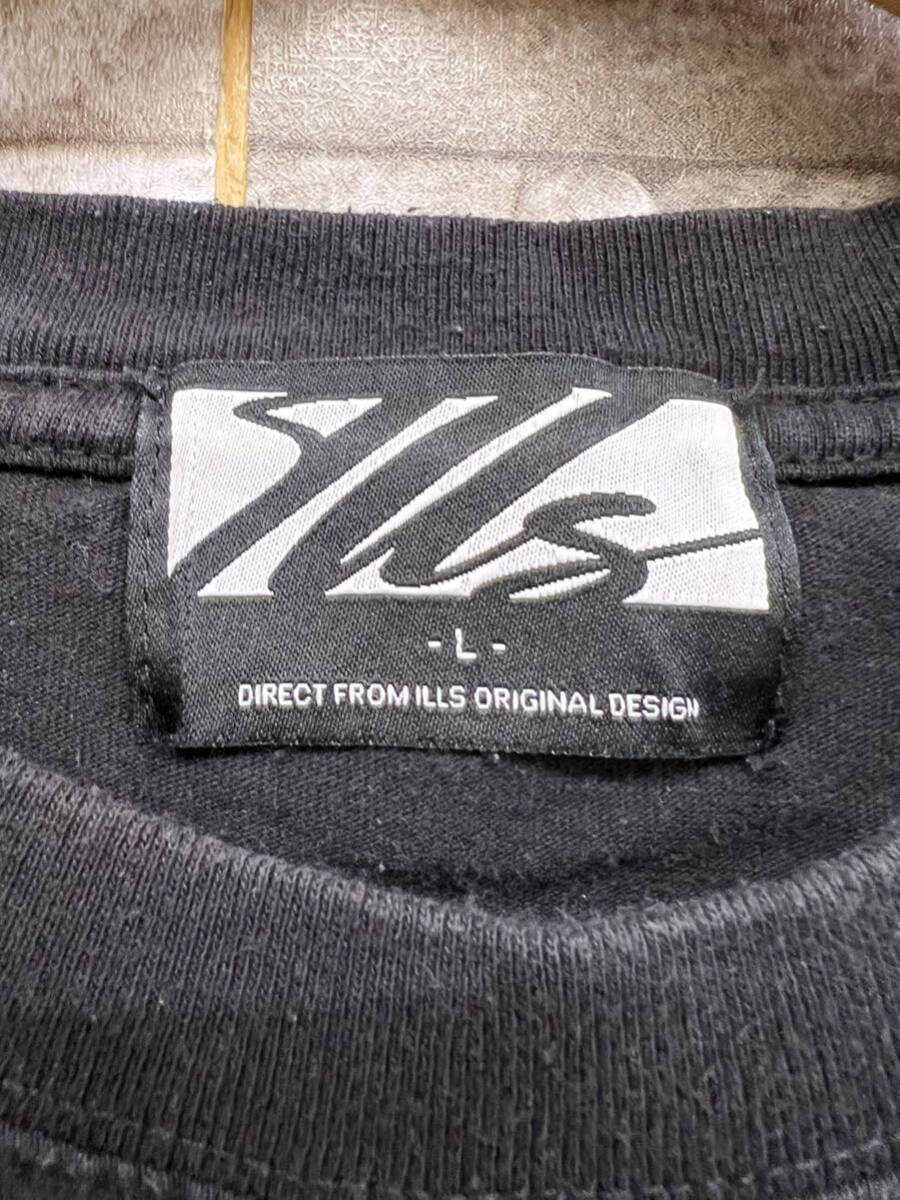 Ills
- L -
DIRECT FROM ILLS ORIGINAL DESIGN